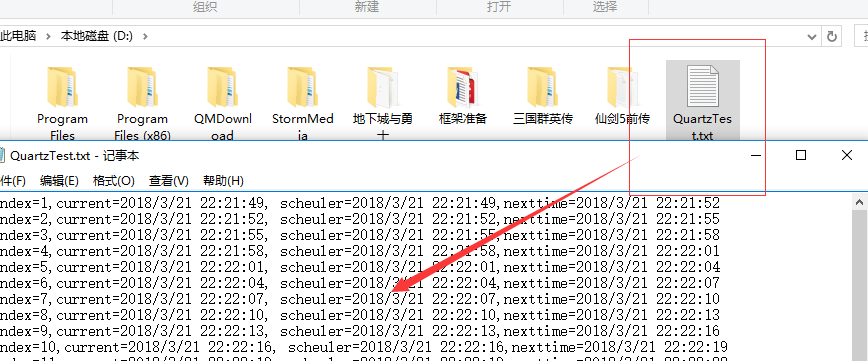 组织 新建 打开 选择
此电脑 本地磁盘 (D:)
Program Files
Program Files (x86)
QMDownload
StormMedia
地下城与勇士
框架准备
三国群英传
仙剑5前传
QuartzTest.txt
QuartzTest.txt - 记事本
件(F) 编辑(E) 格式(O) 查看(V) 帮助(H)
ndex=1,current=2018/3/21 22:21:49, scheuler=2018/3/21 22:21:49,nexttime=2018/3/21 22:21:52
ndex=2,current=2018/3/21 22:21:52, scheuler=2018/3/21 22:21:52,nexttime=2018/3/21 22:21:55
ndex=3,current=2018/3/21 22:21:55, scheuler=2018/3/21 22:21:55,nexttime=2018/3/21 22:21:58
ndex=4,current=2018/3/21 22:21:58, scheuler=2018/3/21 22:21:58,nexttime=2018/3/21 22:22:01
ndex=5,current=2018/3/21 22:22:01, scheuler=2018/3/21 22:22:01,nexttime=2018/3/21 22:22:04
ndex=6,current=2018/3/21 22:22:04, scheuler=2018/3/21 22:22:04,nexttime=2018/3/21 22:22:07
ndex=7,current=2018/3/21 22:22:07, scheuler=2018/3/21 22:22:07,nexttime=2018/3/21 22:22:10
ndex=8,current=2018/3/21 22:22:10, scheuler=2018/3/21 22:22:10,nexttime=2018/3/21 22:22:13
ndex=9,current=2018/3/21 22:22:13, scheuler=2018/3/21 22:22:13,nexttime=2018/3/21 22:22:16
ndex=10,current=2018/3/21 22:22:16, scheuler=2018/3/21 22:22:16,nexttime=2018/3/21 22:22:19